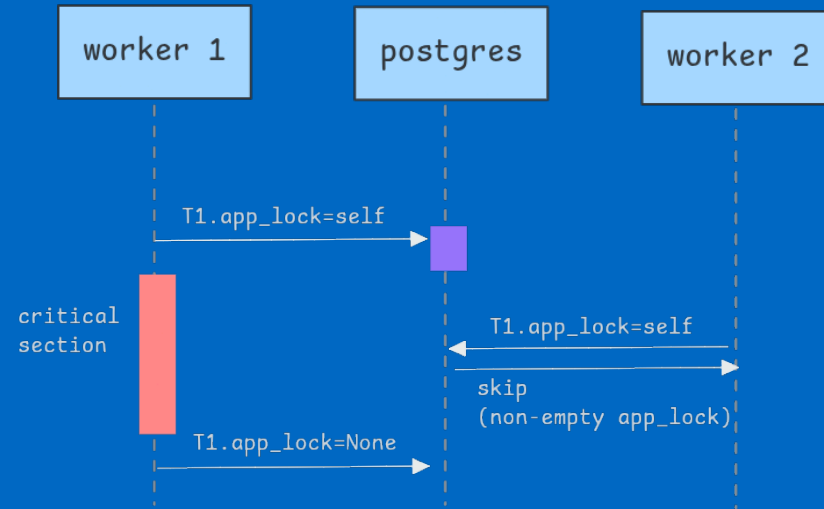 worker 1
postgres
worker 2
T1.app_lock=self
critical
section
T1.app_lock=self
skip
(non-empty app_lock)
T1.app_lock=None